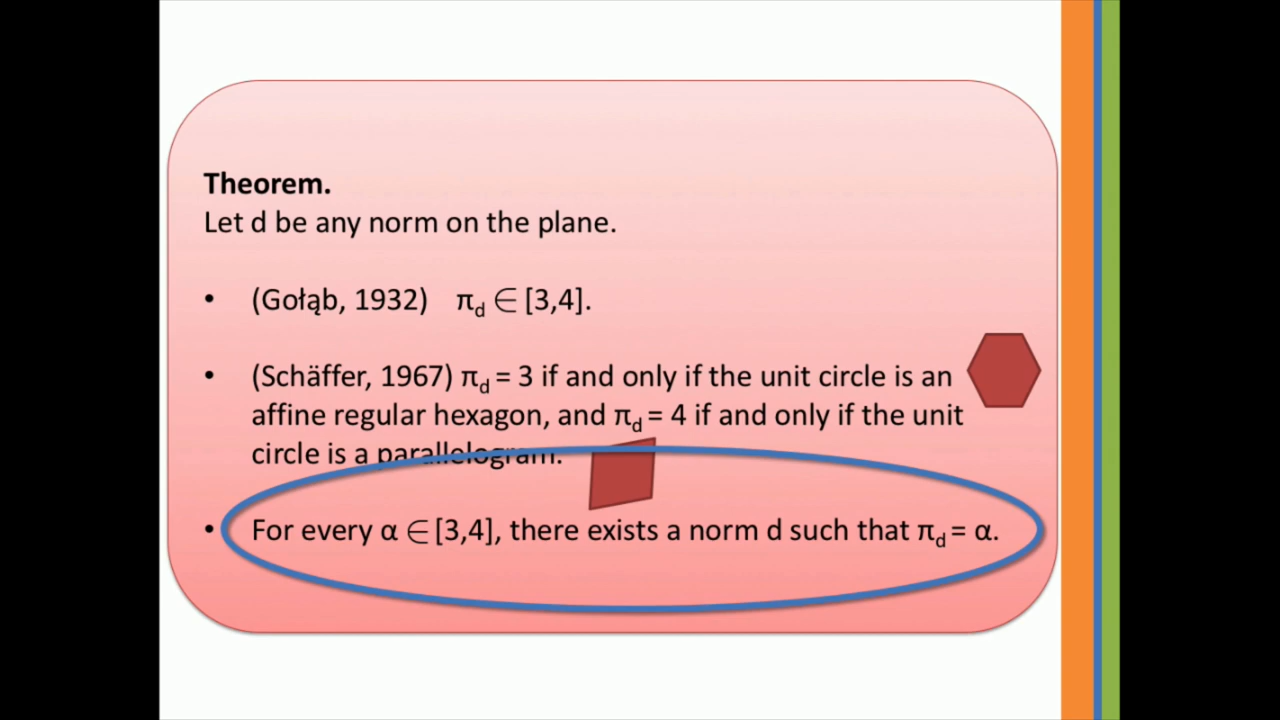 Theorem.
Let d be any norm on the plane.
• (Gołąb, 1932) π_d ∈ [3,4].
• (Schäffer, 1967) π_d = 3 if and only if the unit circle is an
affine regular hexagon, and π_d = 4 if and only if the unit
circle is a parallelogram.
• For every α ∈ [3,4], there exists a norm d such that π_d = α.